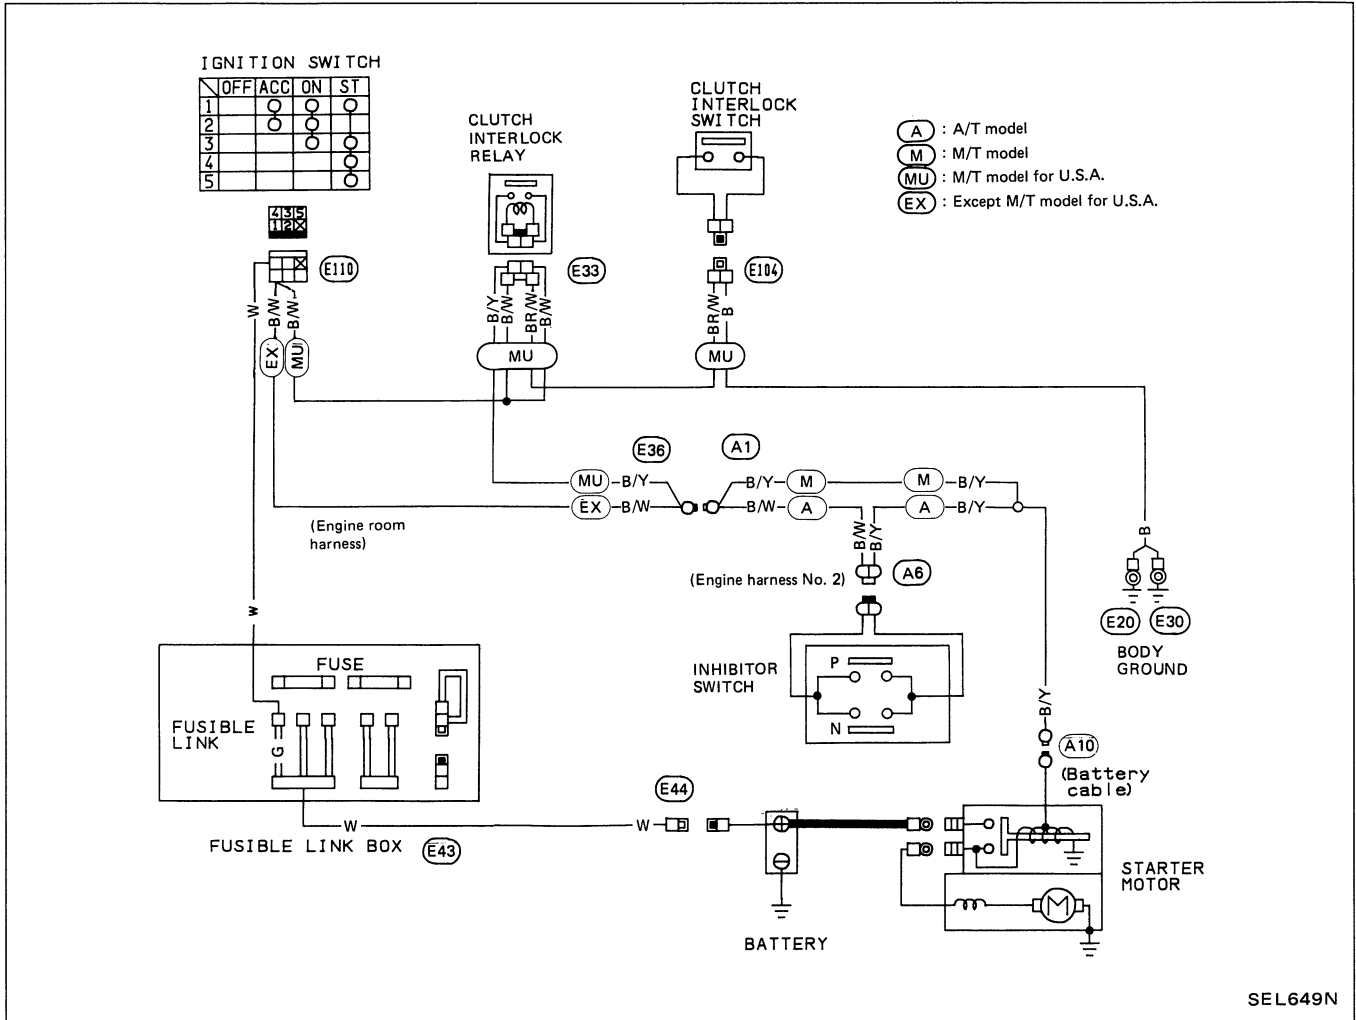 IGNITION SWITCH
OFF ACC ON ST
1
2
3
4
5
4 3 5
1 2
E110
W
B/W
B/W
EX
MU
CLUTCH
INTERLOCK
RELAY
E33
B/Y
B/W
BR/W
B/W
MU
CLUTCH
INTERLOCK
SWITCH
E104
BR/W
B
MU
A : A/T model
M : M/T model
MU : M/T model for U.S.A.
EX : Except M/T model for U.S.A.
E36
A1
MU B/Y B/Y M M B/Y
EX B/W B/W A A B/Y
(Engine room
harness)
B/W
B/Y
(Engine harness No. 2)
A6
B
E20 E30
BODY
GROUND
W
INHIBITOR
SWITCH
P
N
B/Y
A10
(Battery
cable)
FUSE
FUSIBLE
LINK
G
W
FUSIBLE LINK BOX
E43
E44
W
BATTERY
M
STARTER
MOTOR
SEL649N